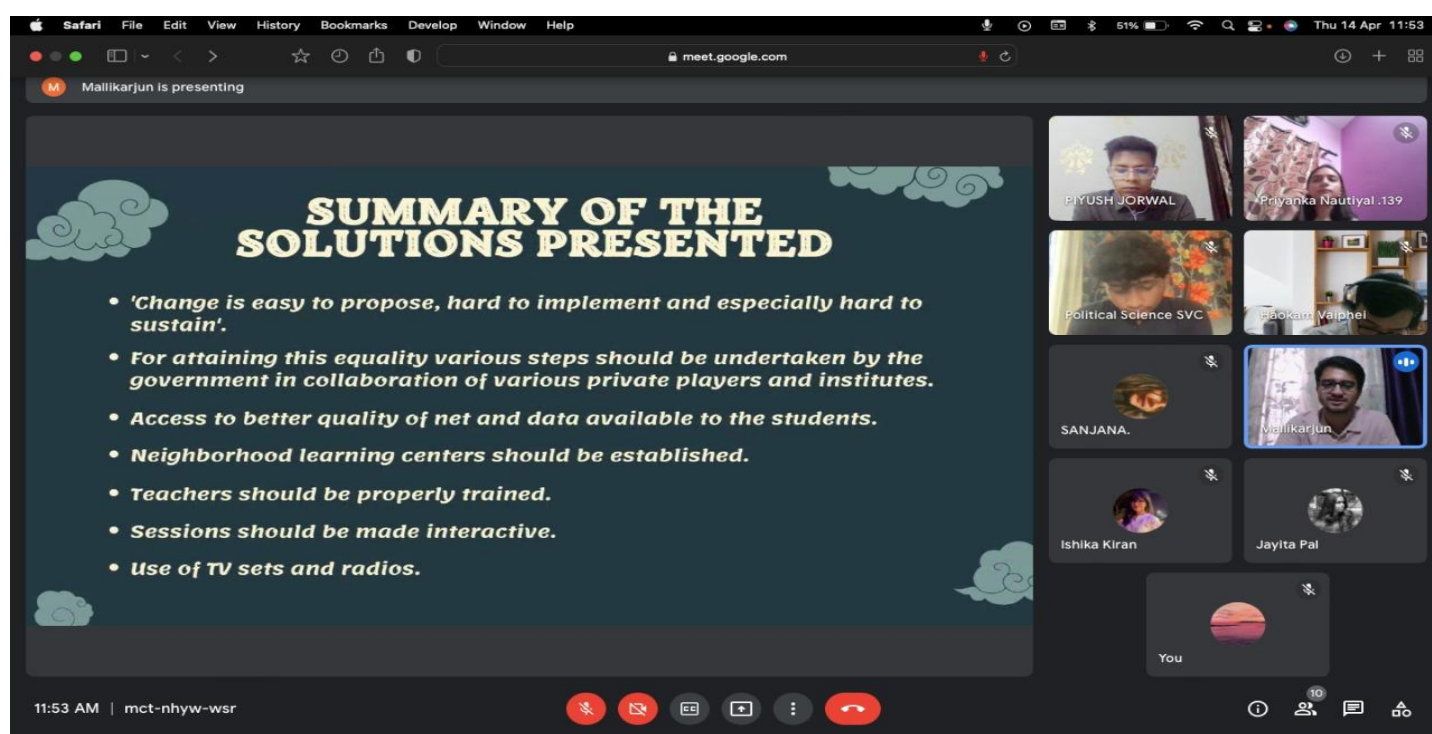 Safari File Edit View History Bookmarks Develop Window Help 51% Thu 14 Apr 11:53
meet.google.com
M Mallikarjun is presenting
SUMMARY OF THE
SOLUTIONS PRESENTED
• 'Change is easy to propose, hard to implement and especially hard to
sustain'.
• For attaining this equality various steps should be undertaken by the
government in collaboration of various private players and institutes.
• Access to better quality of net and data available to the students.
• Neighborhood learning centers should be established.
• Teachers should be properly trained.
• Sessions should be made interactive.
• Use of TV sets and radios.
PIYUSH JORWAL
Priyanka Nautiyal .139
Political Science SVC
Haokam Vaiphei
SANJANA.
Mallikarjun
Ishika Kiran
Jayita Pal
You
11:53 AM | mct-nhyw-wsr
CC
10